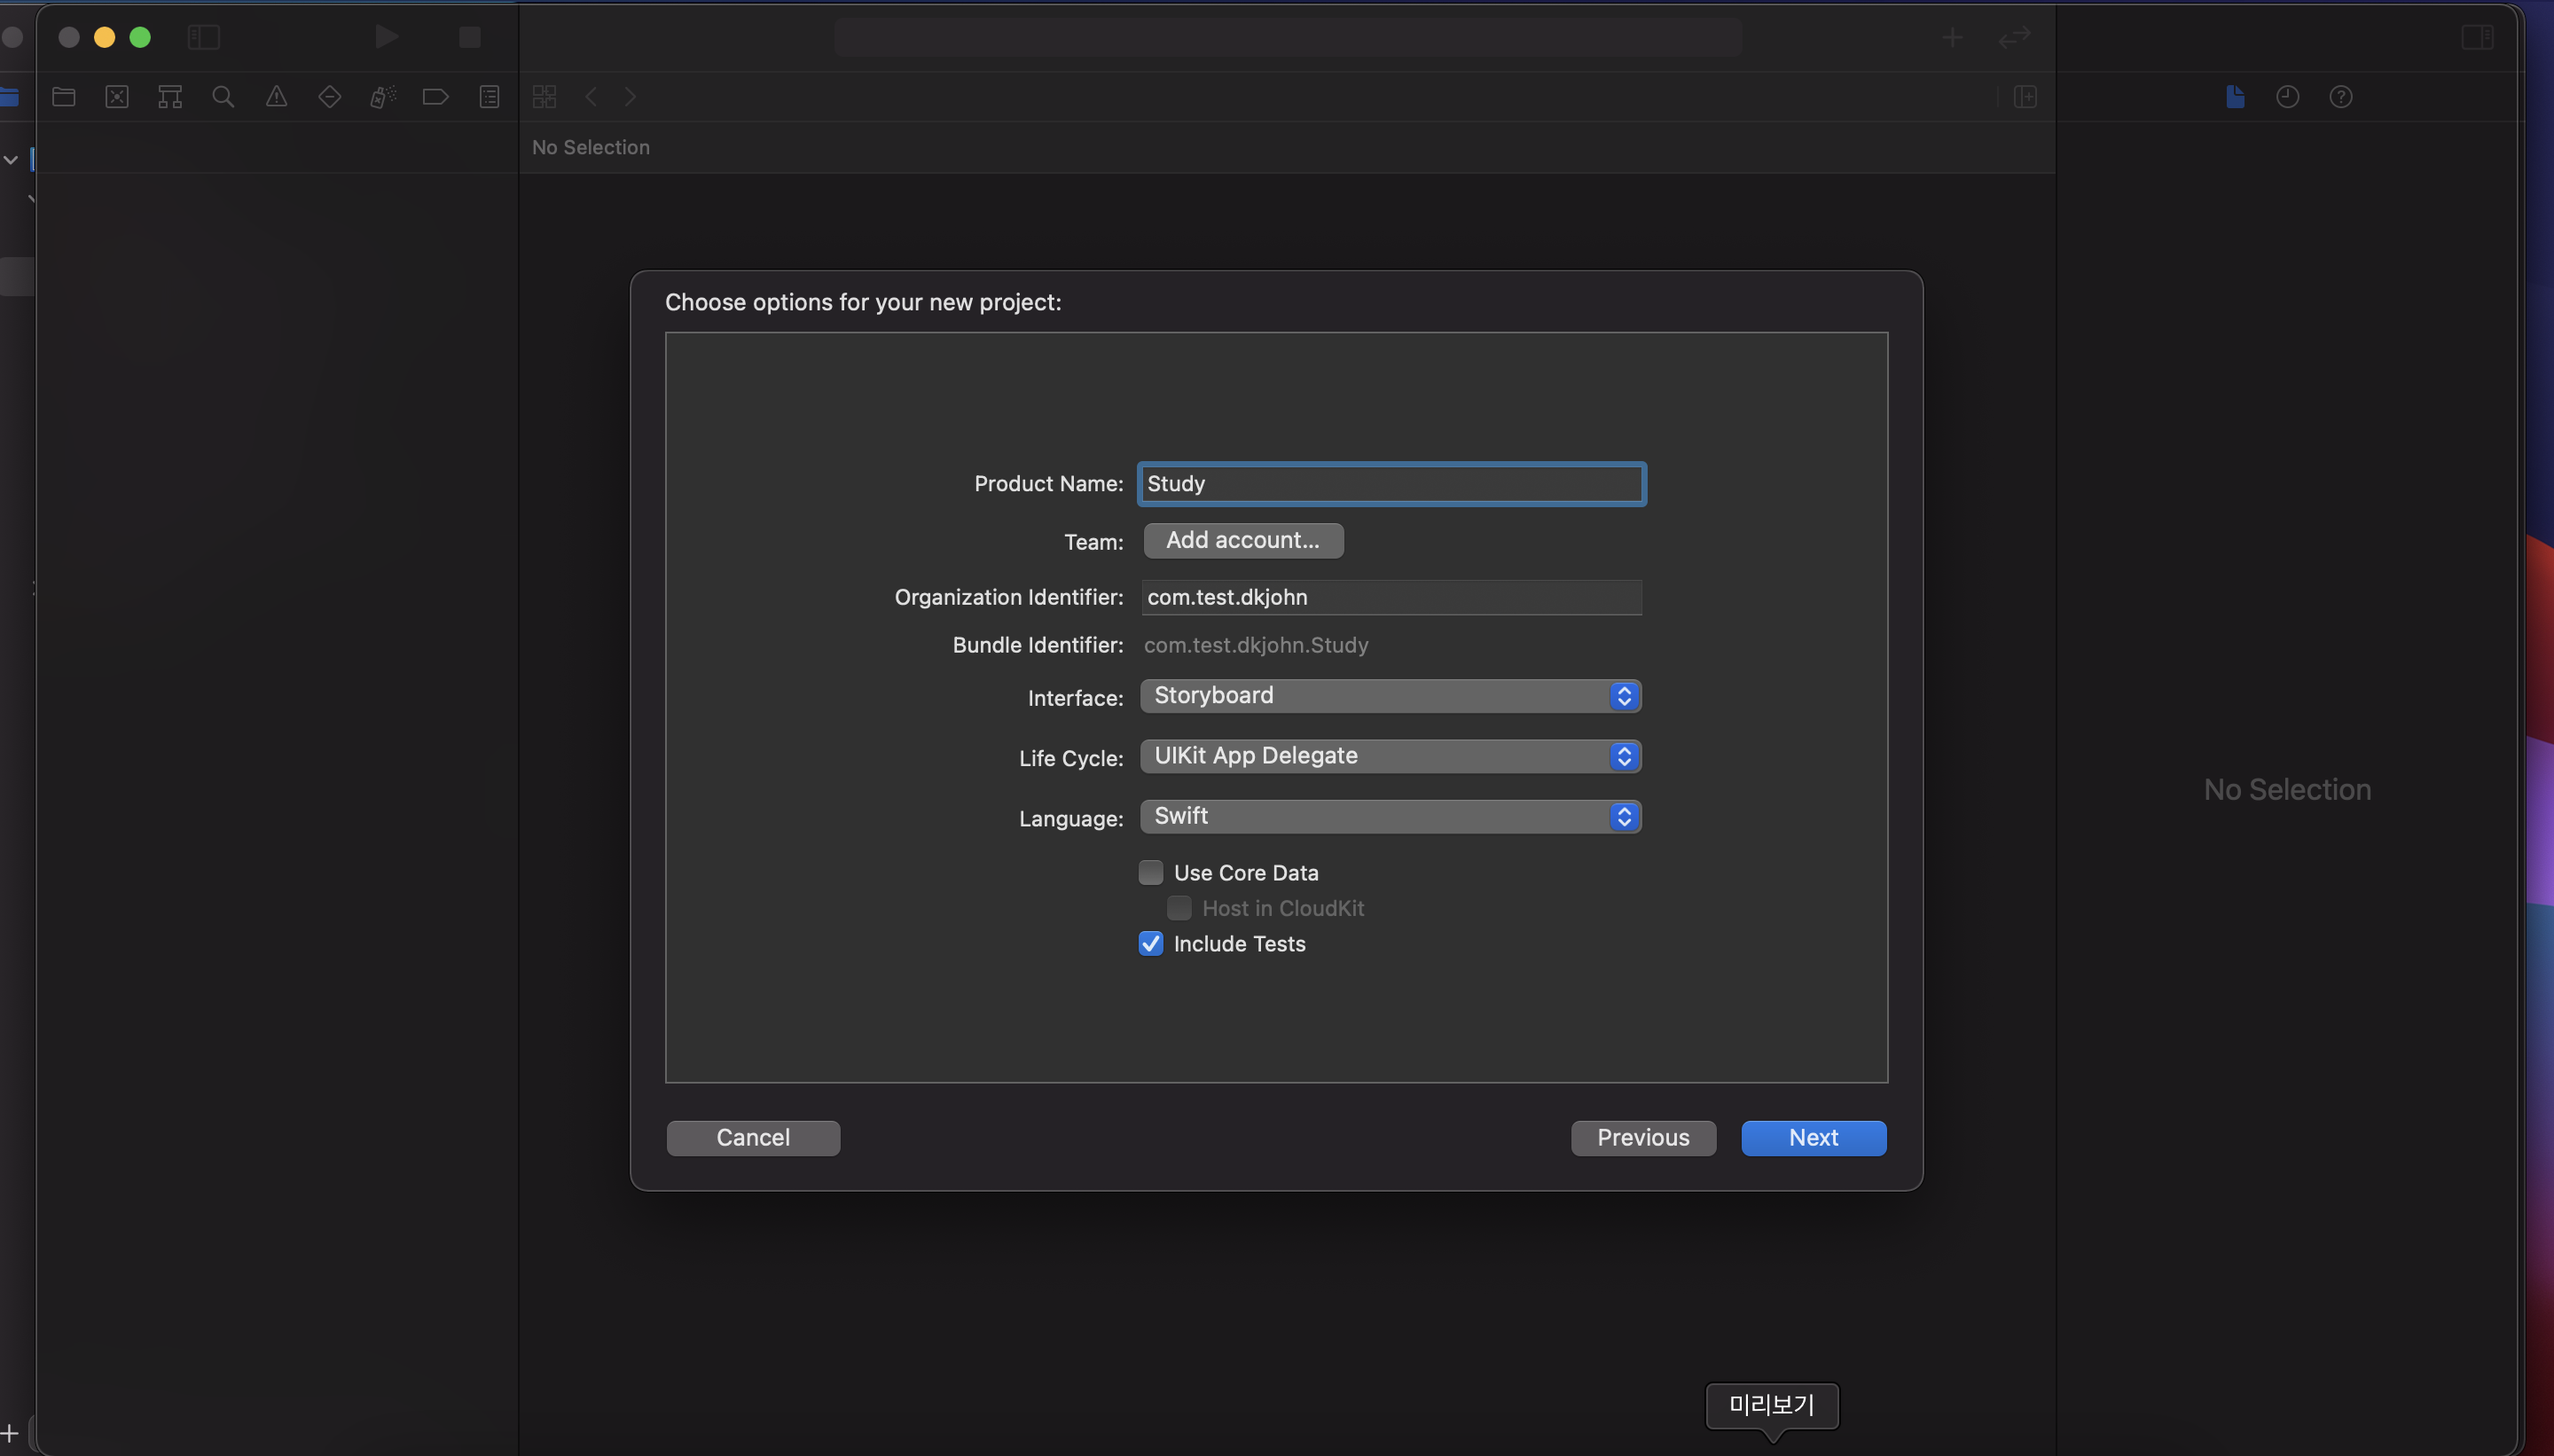 No Selection
Choose options for your new project:
Product Name: Study
Team: Add account...
Organization Identifier: com.test.dkjohn
Bundle Identifier: com.test.dkjohn.Study
Interface: Storyboard
Life Cycle: UIKit App Delegate
Language: Swift
Use Core Data
Host in CloudKit
Include Tests
No Selection
Cancel
Previous
Next
미리보기